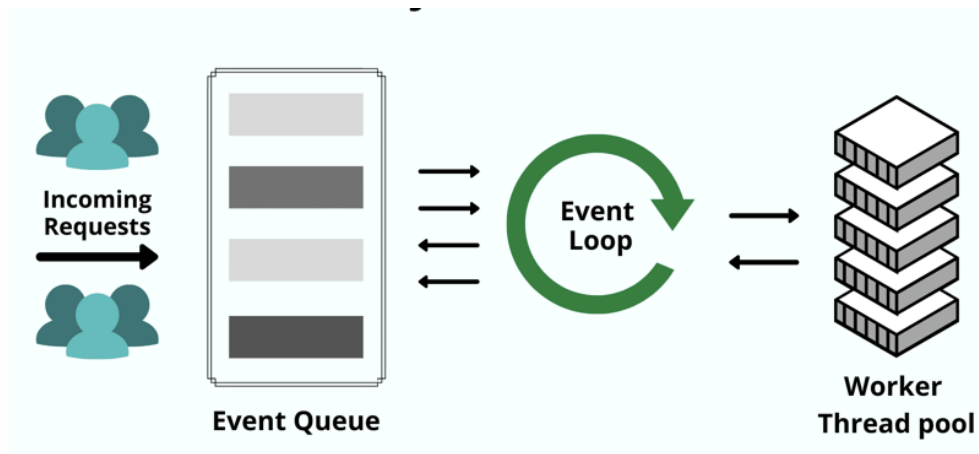 Incoming
Requests
Event Queue
Event
Loop
Worker
Thread pool